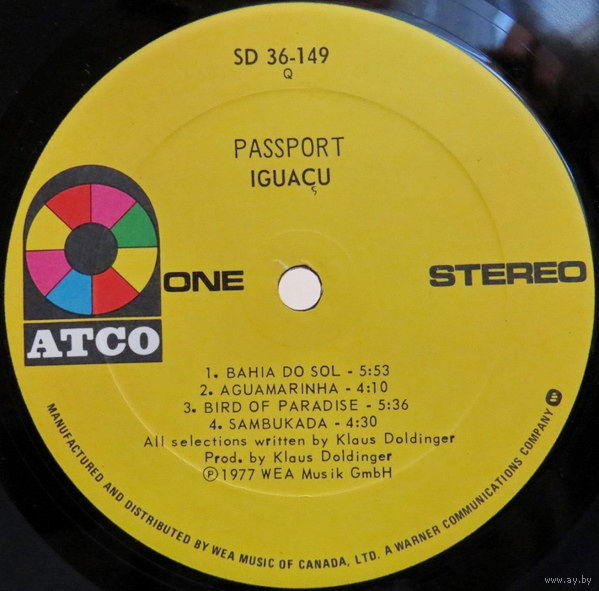 SD 36-149
Q
PASSPORT
IGUAÇU
ONE
STEREO
ATCO
1. BAHIA DO SOL - 5:53
2. AGUAMARINHA - 4:10
3. BIRD OF PARADISE - 5:36
4. SAMBUKADA - 4:30
All selections written by Klaus Doldinger
Prod. by Klaus Doldinger
Ⓟ1977 WEA Musik GmbH
MANUFACTURED AND DISTRIBUTED BY WEA MUSIC OF CANADA, LTD. A WARNER COMMUNICATIONS COMPANY
www.ay.by